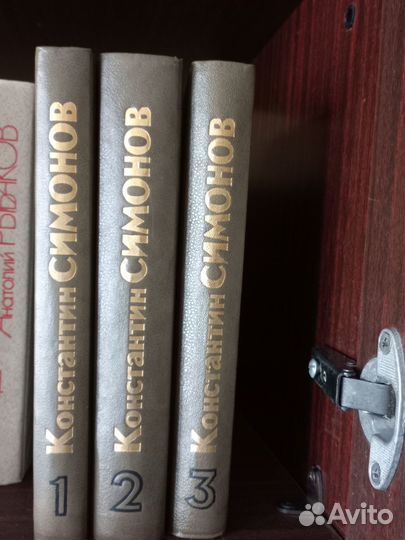 Анатолий РЫБАКОВ
Константин СИМОНОВ
1
Константин СИМОНОВ
2
Константин СИМОНОВ
3
Avito